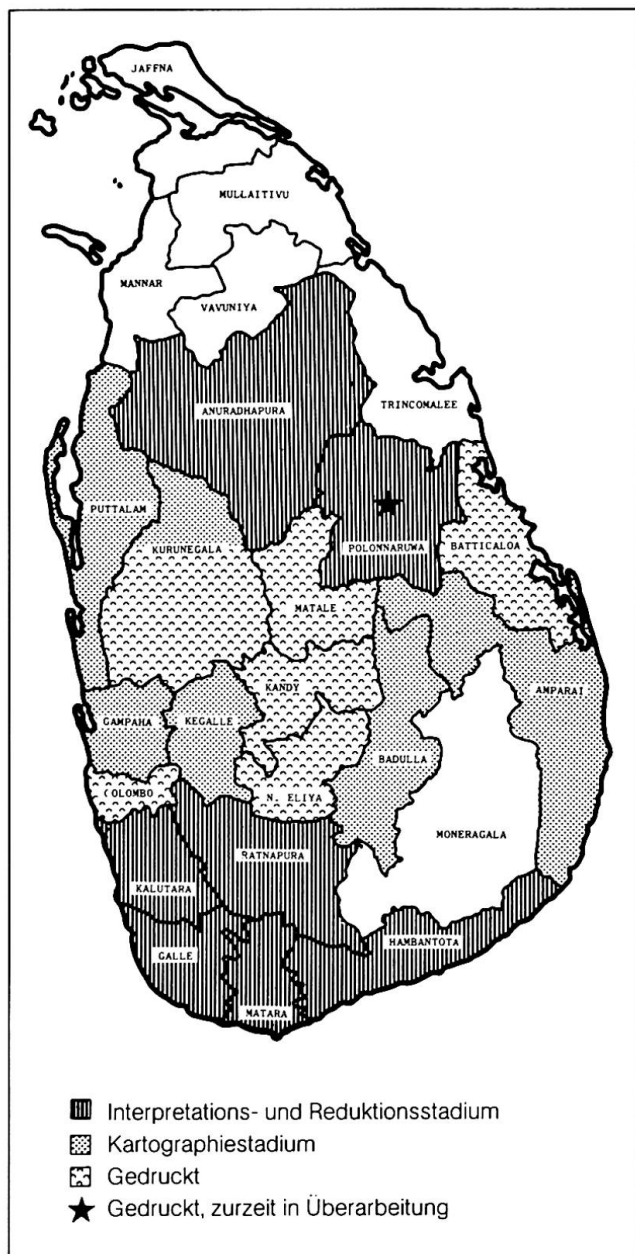 JAFFNA
MULLAITIVU
MANNAR
VAVUNIYA
TRINCOMALEE
ANURADHAPURA
PUTTALAM
KURUNEGALA
POLONNARUWA
BATTICALOA
MATALE
KANDY
AMPARAI
GAMPAHA
KEGALLE
BADULLA
COLOMBO
N. ELIYA
MONERAGALA
RATNAPURA
KALUTARA
HAMBANTOTA
GALLE
MATARA
Interpretations- und Reduktionsstadium
Kartographiestadium
Gedruckt
Gedruckt, zurzeit in Überarbeitung